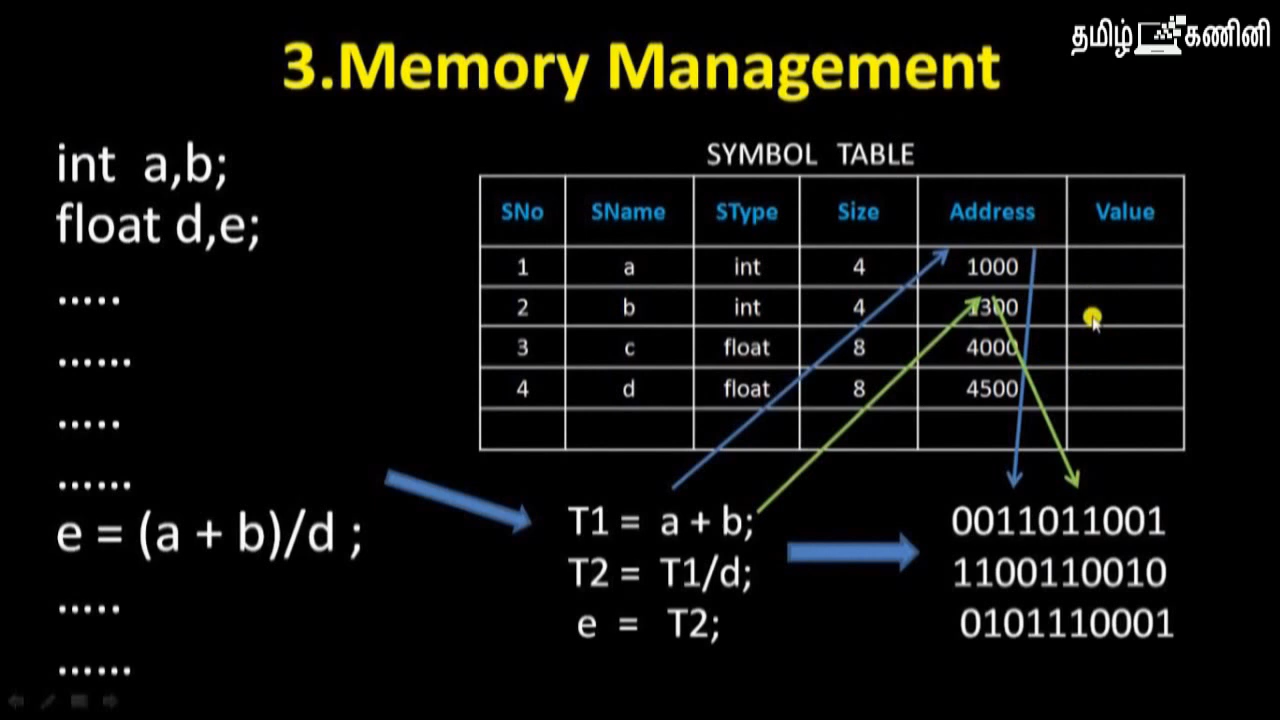 தமிழ் கணினி
3.Memory Management
int a,b;
float d,e;
.....
......
.....
......
e = (a + b)/d ;
.....
......
SYMBOL TABLE
SNo SName SType Size Address Value
1 a int 4 1000
2 b int 4 1300
3 c float 8 4000
4 d float 8 4500
T1 = a + b;
T2 = T1/d;
e = T2;
0011011001
1100110010
0101110001